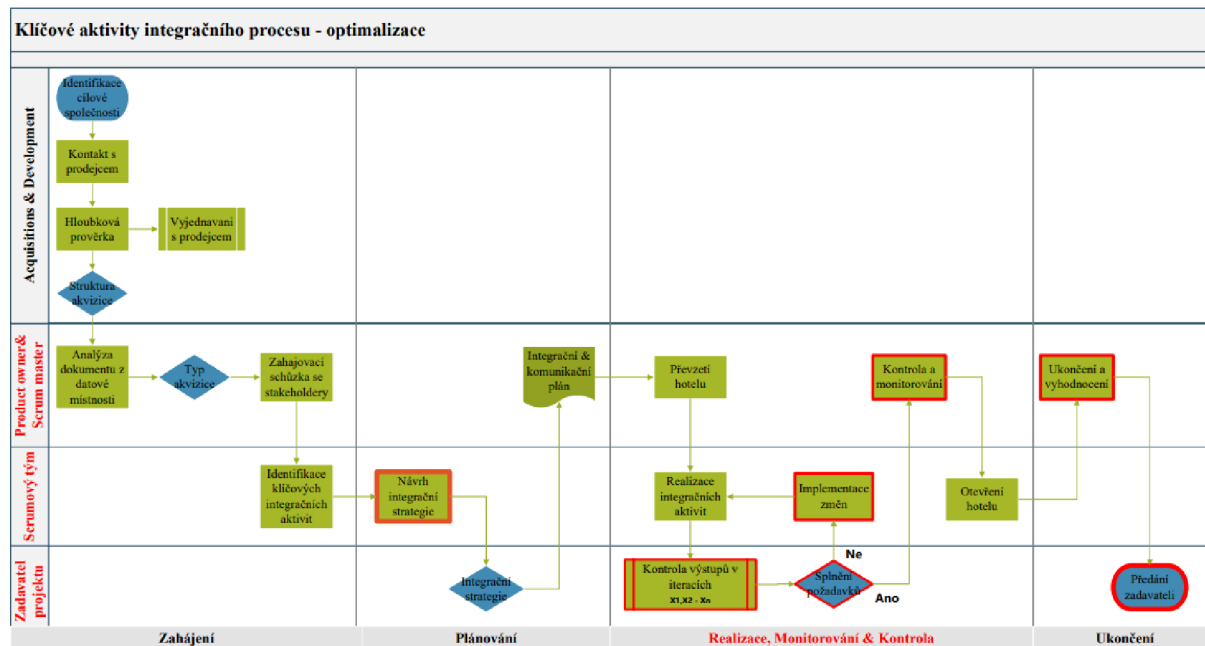 Klíčové aktivity integračního procesu - optimalizace
Acquisitions & Development
Identifikace
cílové
společnosti
Kontakt s
prodejcem
Hloubková
prověrka
Vyjednavani
s prodejcem
Struktura
akvizice
Product owner&
Scrum master
Analýza
dokumentu z
datové
místnosti
Typ
akvizice
Zahajovací
schůzka se
stakeholdery
Integrační &
komunikační
plán
Převzetí
hotelu
Kontrola a
monitorování
Ukončení a
vyhodnocení
Scrumový tým
Identifikace
klíčových
integračních
aktivit
Návrh
integrační
strategie
Realizace
integračních
aktivit
Implementace
změn
Otevření
hotelu
Zadavatel
projektu
Integrační
strategie
Kontrola výstupů v
iteracích
X1,X2 - Xn
Splnění
požadavků
Ne
Ano
Předání
zadavateli
Zahájení
Plánování
Realizace, Monitorování & Kontrola
Ukončení